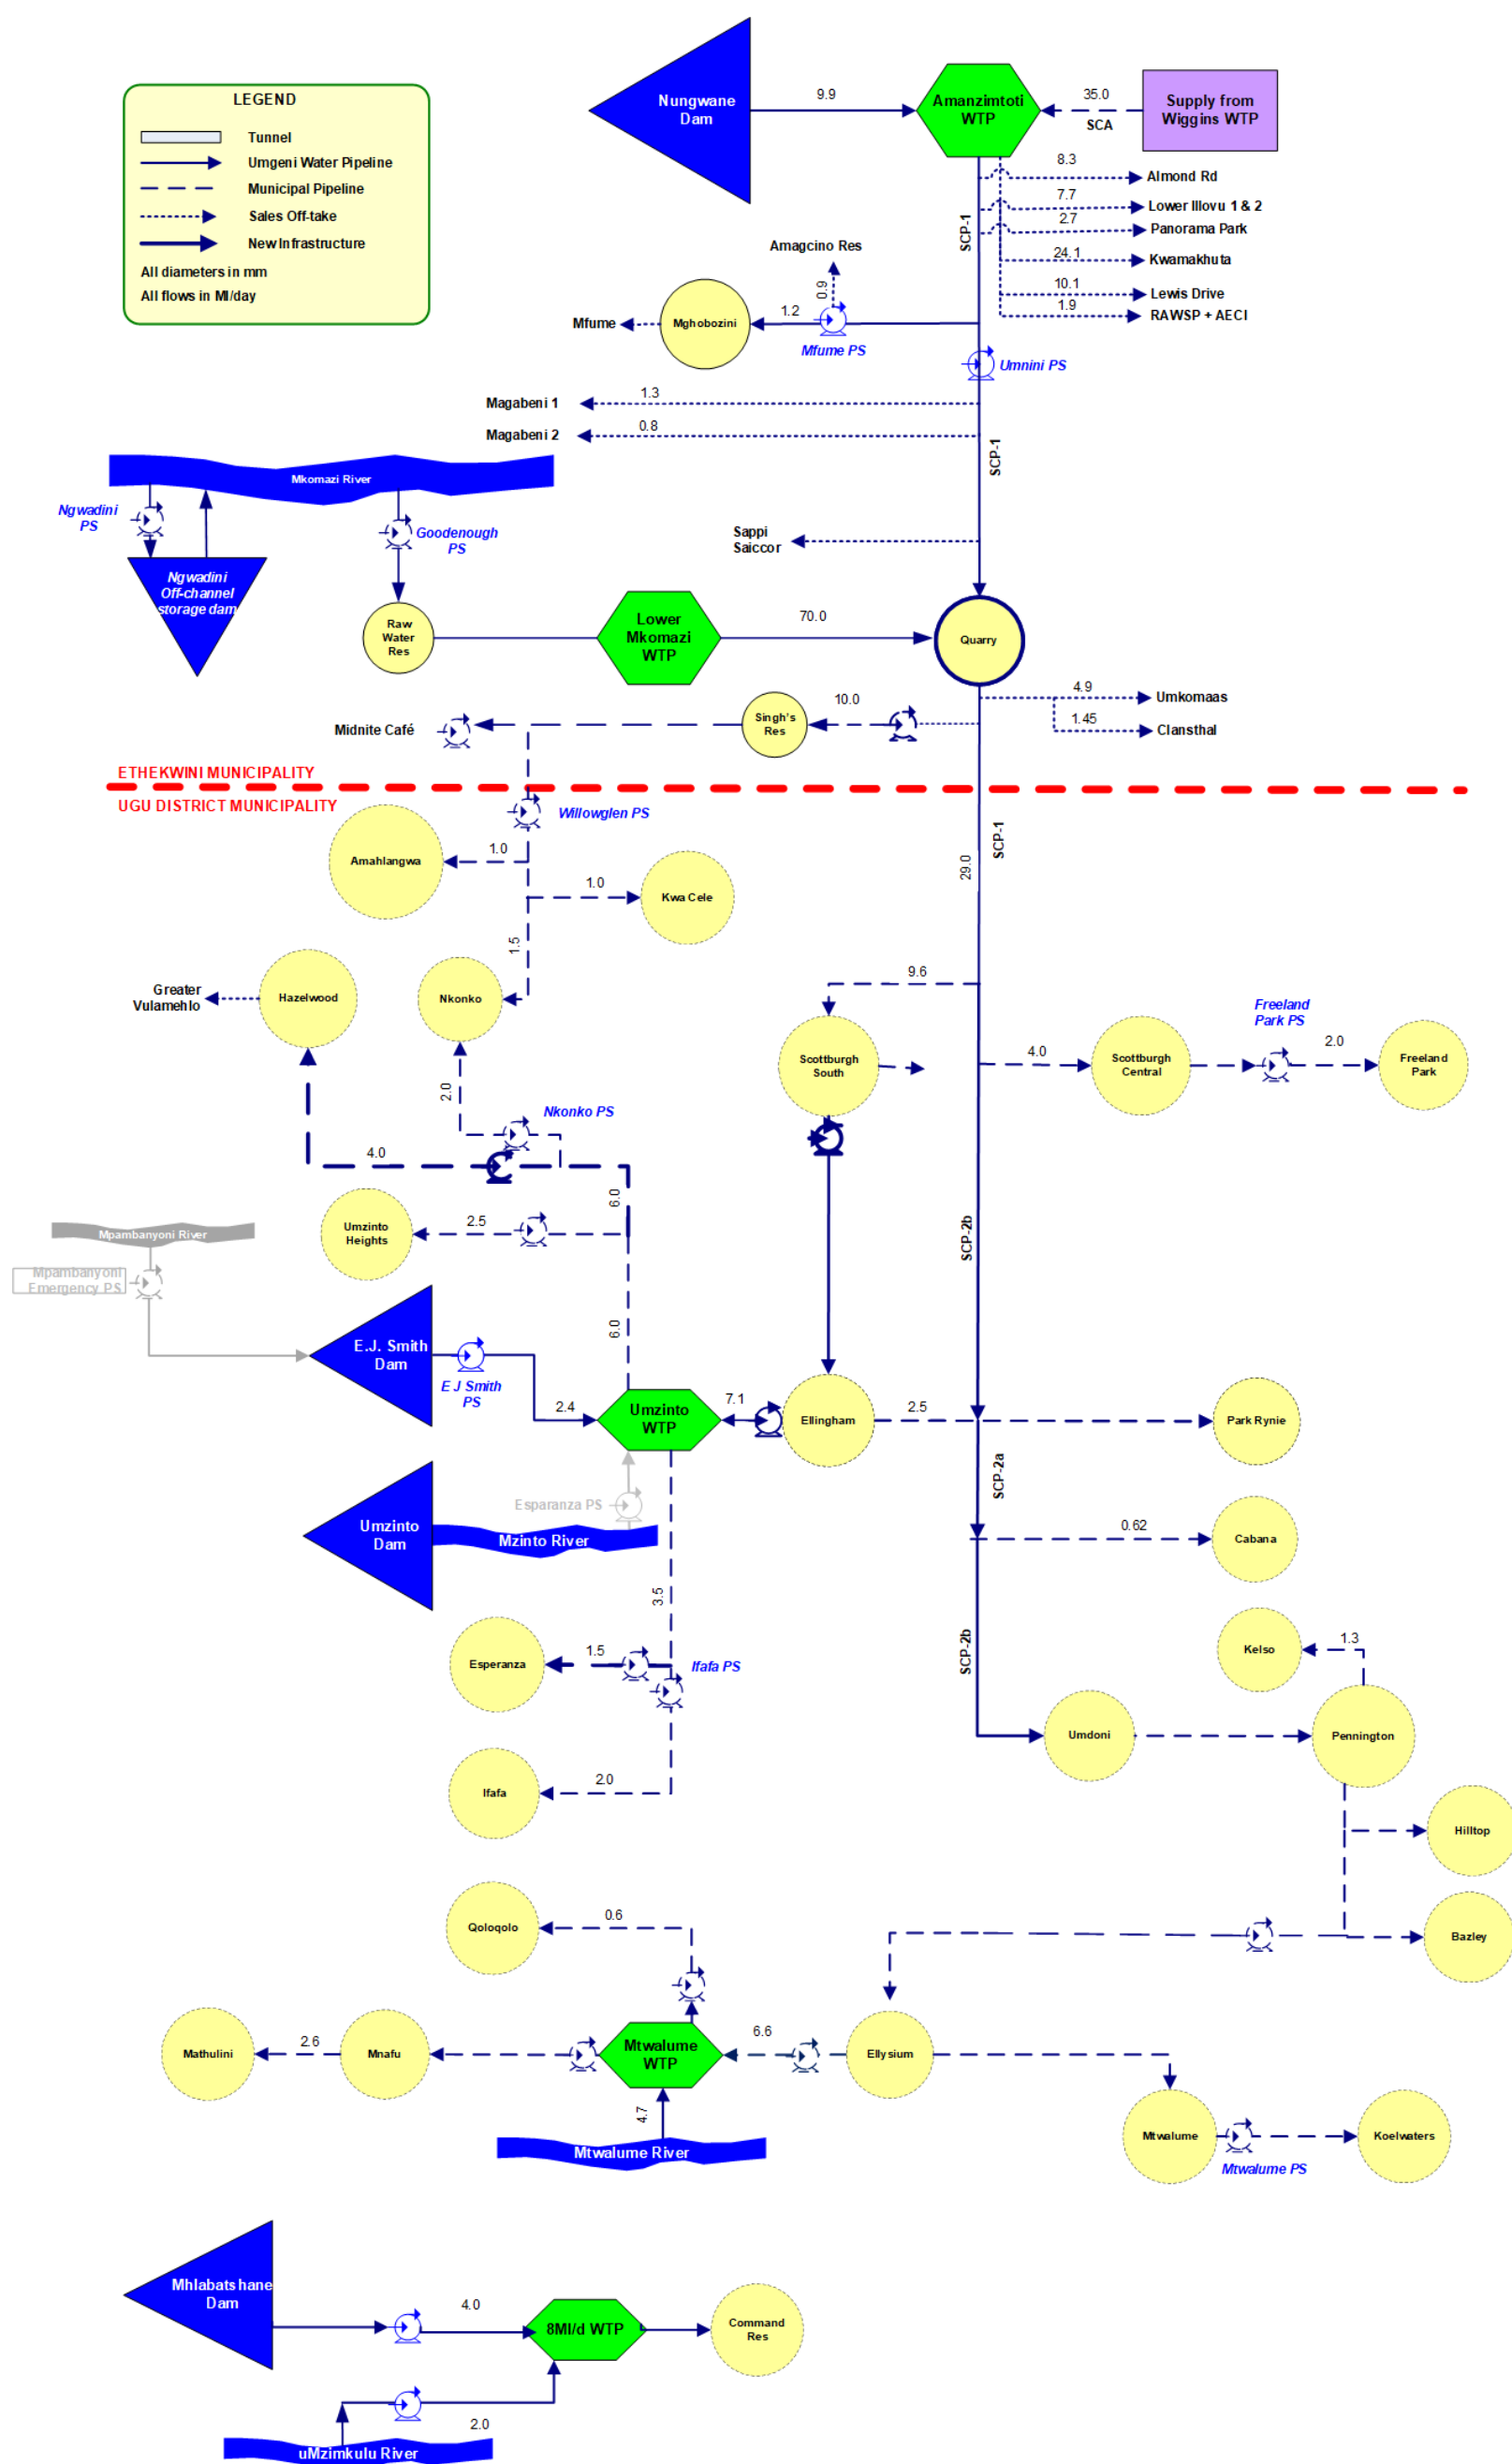 LEGEND
Tunnel
Umgeni Water Pipeline
Municipal Pipeline
Sales Off-take
New Infrastructure
All diameters in mm
All flows in Ml/day
Nungwane
Dam
9.9
Amanzimtoti
WTP
35.0
SCA
Supply from
Wiggins WTP
8.3
Almond Rd
7.7
Lower Illovu 1 & 2
2.7
Panorama Park
SCP-1
24.1
Kwamakhuta
10.1
Lewis Drive
1.9
RAWSP + AECI
Amagcino Res
0.9
Mfume
Mghobozini
1.2
Mfume PS
Umnini PS
Magabeni 1
1.3
Magabeni 2
0.8
SCP-1
Mkomazi River
Ngwadini
PS
Goodenough
PS
Sappi
Saiccor
Ngwadini
Off-channel
storage dam
Raw
Water
Res
Lower
Mkomazi
WTP
70.0
Quarry
4.9
Umkomaas
1.45
Clansthal
Midnite Café
Singh's
Res
10.0
ETHEKWINI MUNICIPALITY
UGU DISTRICT MUNICIPALITY
Willowglen PS
SCP-1
29.0
Amahlangwa
1.0
1.0
Kwa Cele
1.5
Greater
Vulamehlo
Hazelwood
Nkonko
9.6
Scottburgh
South
4.0
Scottburgh
Central
Freeland
Park PS
2.0
Freeland
Park
2.0
Nkonko PS
4.0
6.0
Umzinto
Heights
2.5
SCP-2b
Mpambanyoni River
Mpambanyoni
Emergency PS
6.0
E.J. Smith
Dam
E J Smith
PS
2.4
Umzinto
WTP
7.1
Ellingham
2.5
Park Rynie
SCP-2a
Esparanza PS
Umzinto
Dam
Mzinto River
0.62
Cabana
3.5
SCP-2b
Esperanza
1.5
Ifafa PS
Kelso
1.3
Umdoni
Pennington
Ifafa
2.0
Hilltop
Qoloqolo
0.6
Bazley
Mathulini
2.6
Mnafu
Mtwalume
WTP
6.6
Ellysium
4.7
Mtwalume River
Mtwalume
Mtwalume PS
Koelwaters
Mhlabatshane
Dam
4.0
8Ml/d WTP
Command
Res
2.0
uMzimkulu River